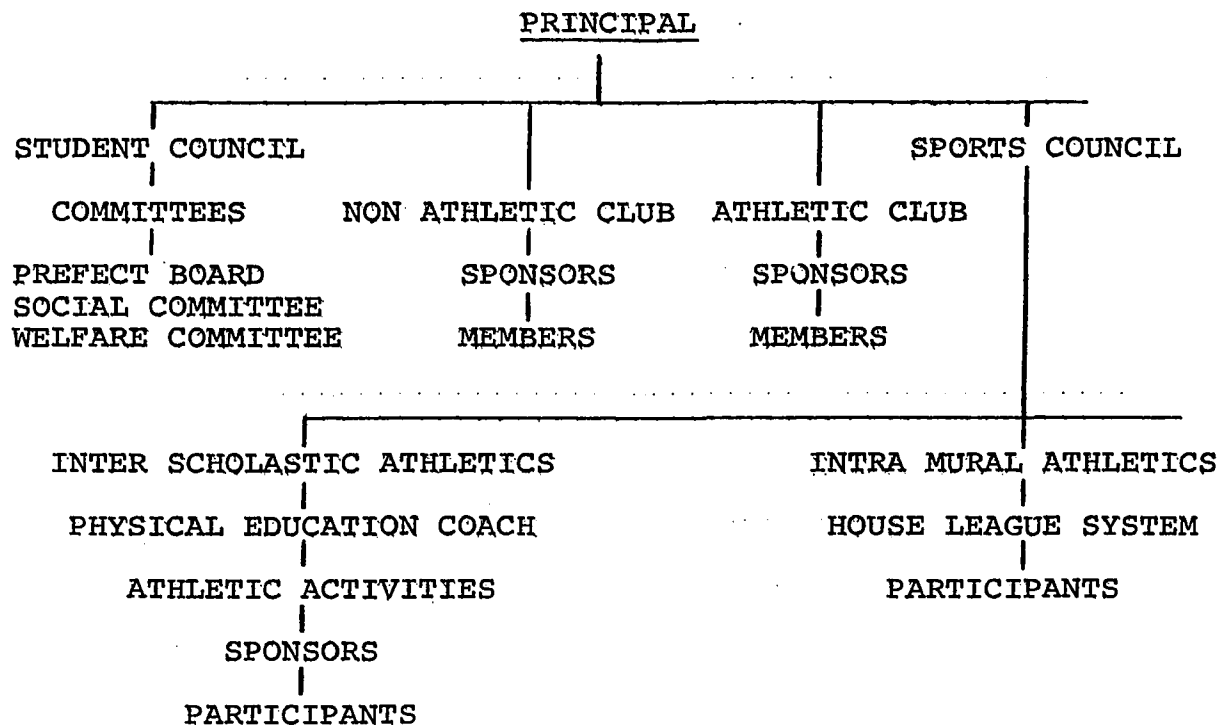 PRINCIPAL
STUDENT COUNCIL SPORTS COUNCIL
COMMITTEES NON ATHLETIC CLUB ATHLETIC CLUB
PREFECT BOARD SPONSORS SPONSORS
SOCIAL COMMITTEE
WELFARE COMMITTEE MEMBERS MEMBERS
INTER SCHOLASTIC ATHLETICS INTRA MURAL ATHLETICS
PHYSICAL EDUCATION COACH HOUSE LEAGUE SYSTEM
ATHLETIC ACTIVITIES PARTICIPANTS
SPONSORS
PARTICIPANTS